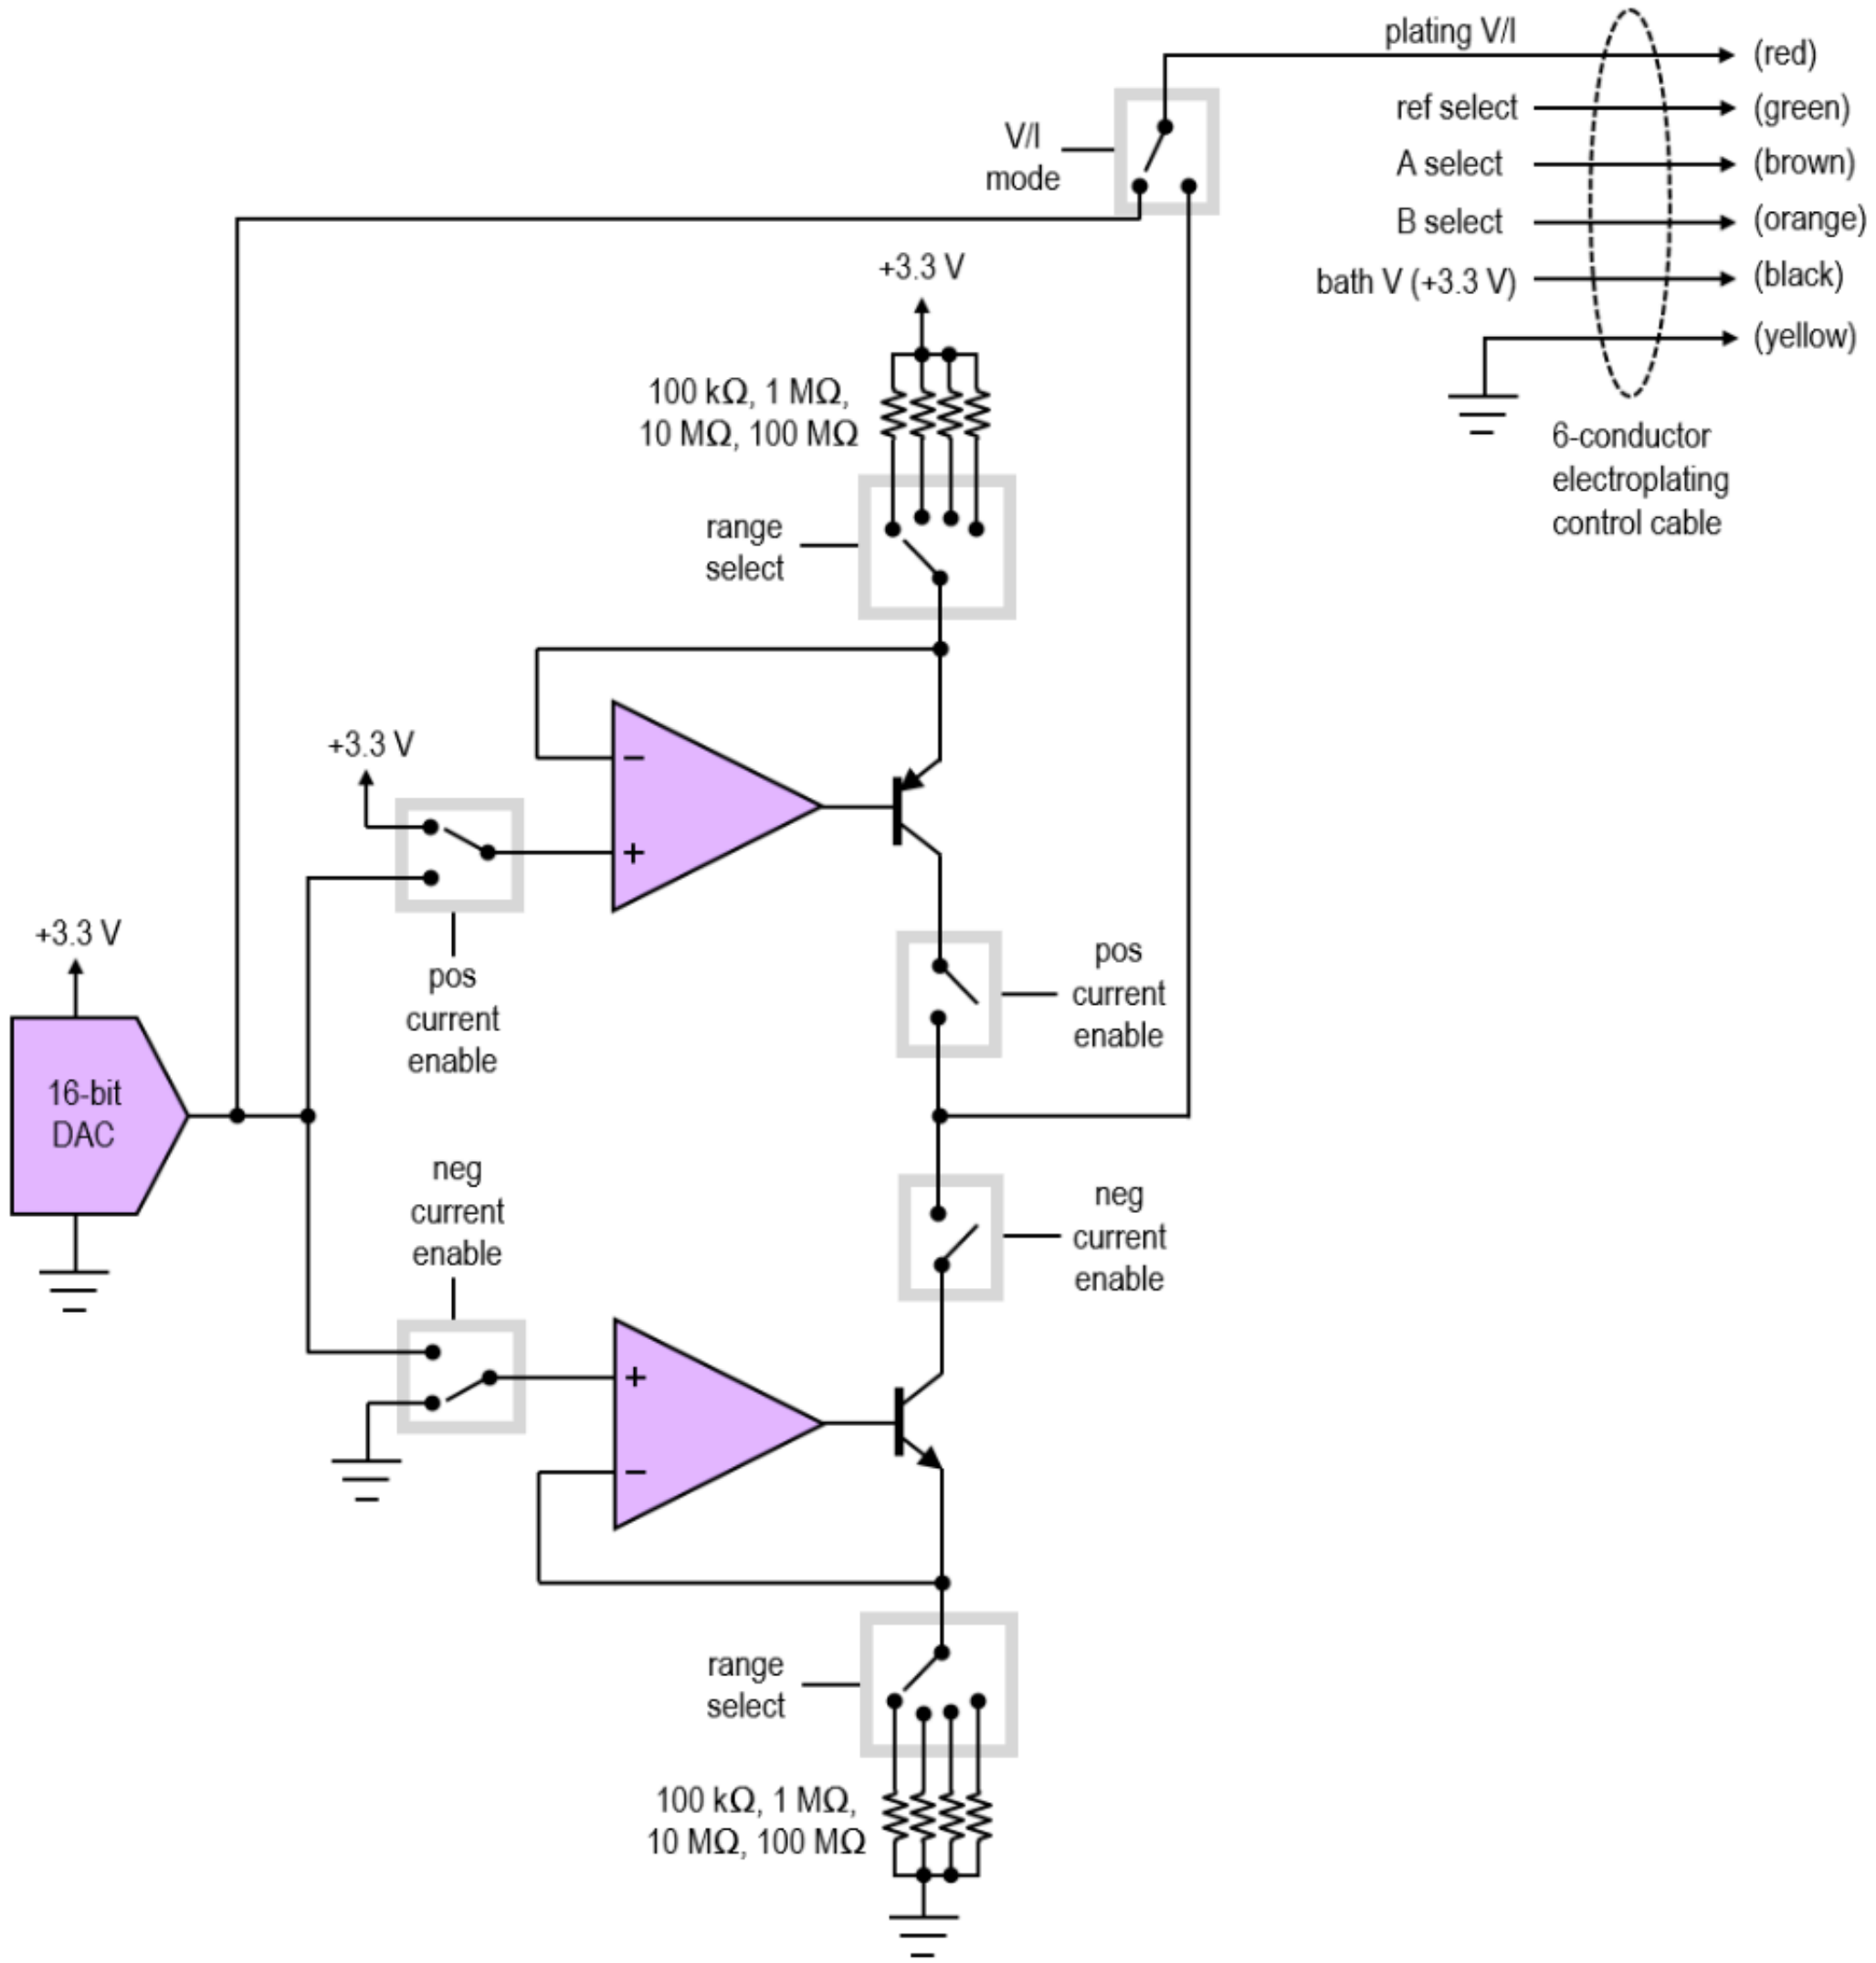 plating V/I
(red)
ref select
(green)
V/I
mode
A select
(brown)
B select
(orange)
bath V (+3.3 V)
(black)
(yellow)
6-conductor
electroplating
control cable
+3.3 V
100 kΩ, 1 MΩ,
10 MΩ, 100 MΩ
range
select
+3.3 V
−
+
pos
current
enable
pos
current
enable
+3.3 V
16-bit
DAC
neg
current
enable
neg
current
enable
+
−
range
select
100 kΩ, 1 MΩ,
10 MΩ, 100 MΩ